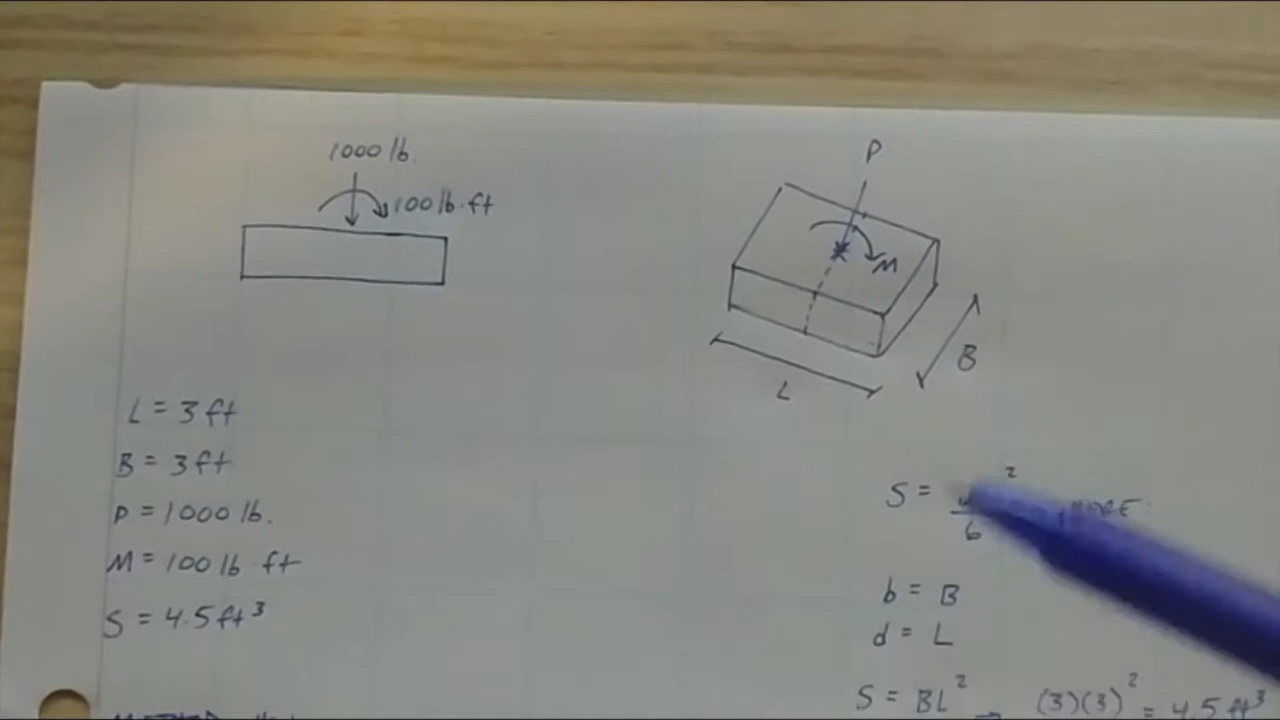 1000 lb.
100 lb·ft
P
M
B
L
L = 3 ft
B = 3 ft
P = 1000 lb.
M = 100 lb·ft
S = 4.5 ft³
S = ² / 6
b = B
d = L
S = BL² → (3)(3)² = 4.5 ft³